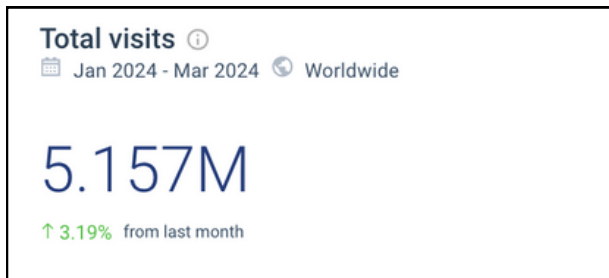 Total visits
Jan 2024 - Mar 2024 Worldwide
5.157M
↑ 3.19% from last month